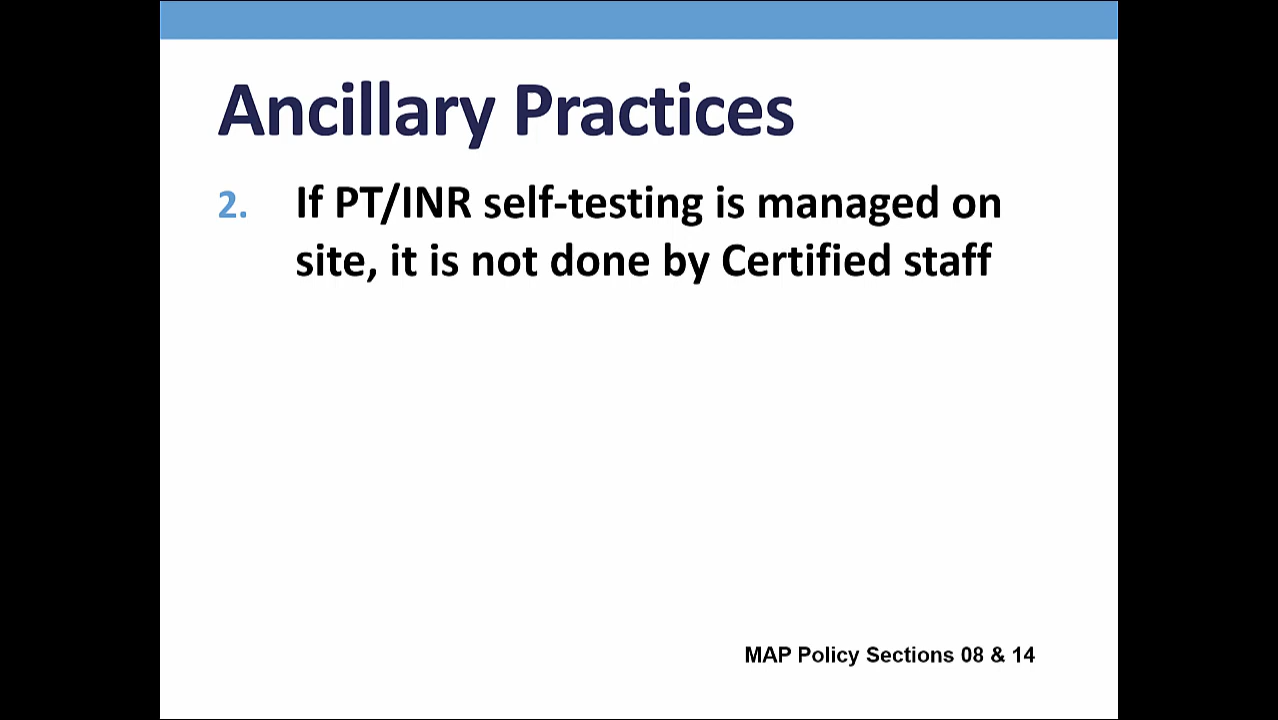 Ancillary Practices
2. If PT/INR self-testing is managed on
site, it is not done by Certified staff
MAP Policy Sections 08 & 14